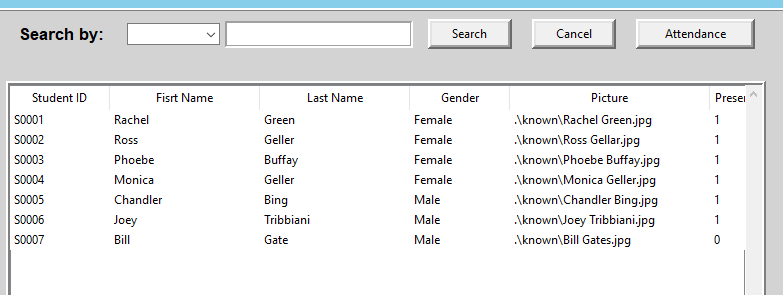 Search by: Search Cancel Attendance
Student ID Fisrt Name Last Name Gender Picture Presen
S0001 Rachel Green Female .\known\Rachel Green.jpg 1
S0002 Ross Geller Female .\known\Ross Gellar.jpg 1
S0003 Phoebe Buffay Female .\known\Phoebe Buffay.jpg 1
S0004 Monica Geller Female .\known\Monica Geller.jpg 1
S0005 Chandler Bing Male .\known\Chandler Bing.jpg 1
S0006 Joey Tribbiani Male .\known\Joey Tribbiani.jpg 1
S0007 Bill Gate Male .\known\Bill Gates.jpg 0